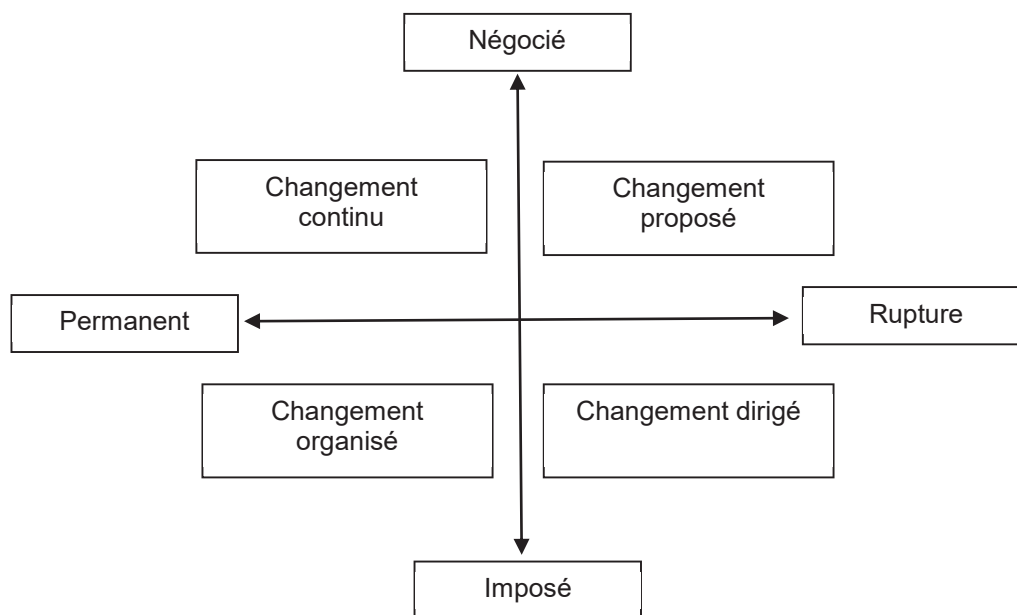 Négocié
Changement
continu
Changement
proposé
Permanent
Rupture
Changement
organisé
Changement dirigé
Imposé